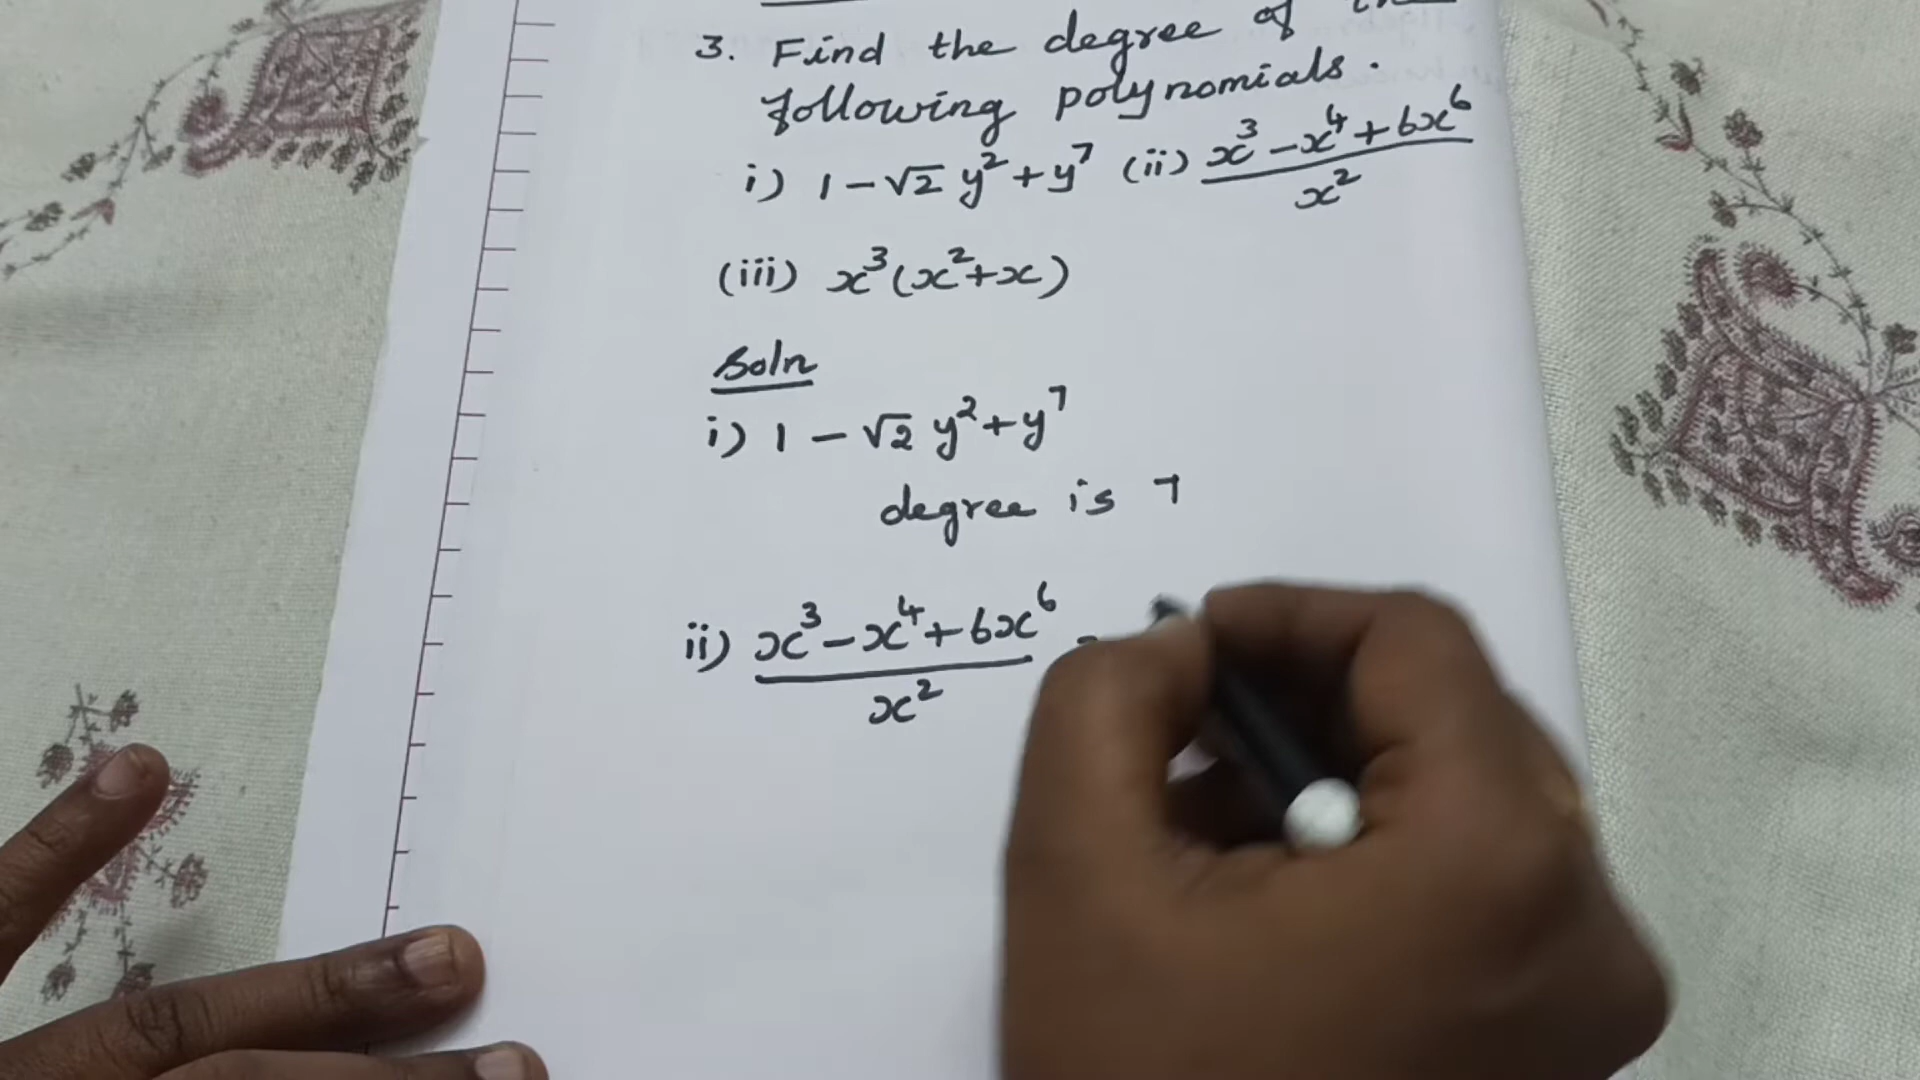 3. Find the degree of
following polynomials.
i) 1 - √2 y² + y⁷ (ii) x³ - x⁴ + 6x⁶ / x²
(iii) x³(x² + x)
Soln
i) 1 - √2 y² + y⁷
degree is 7
ii) x³ - x⁴ + 6x⁶ / x²